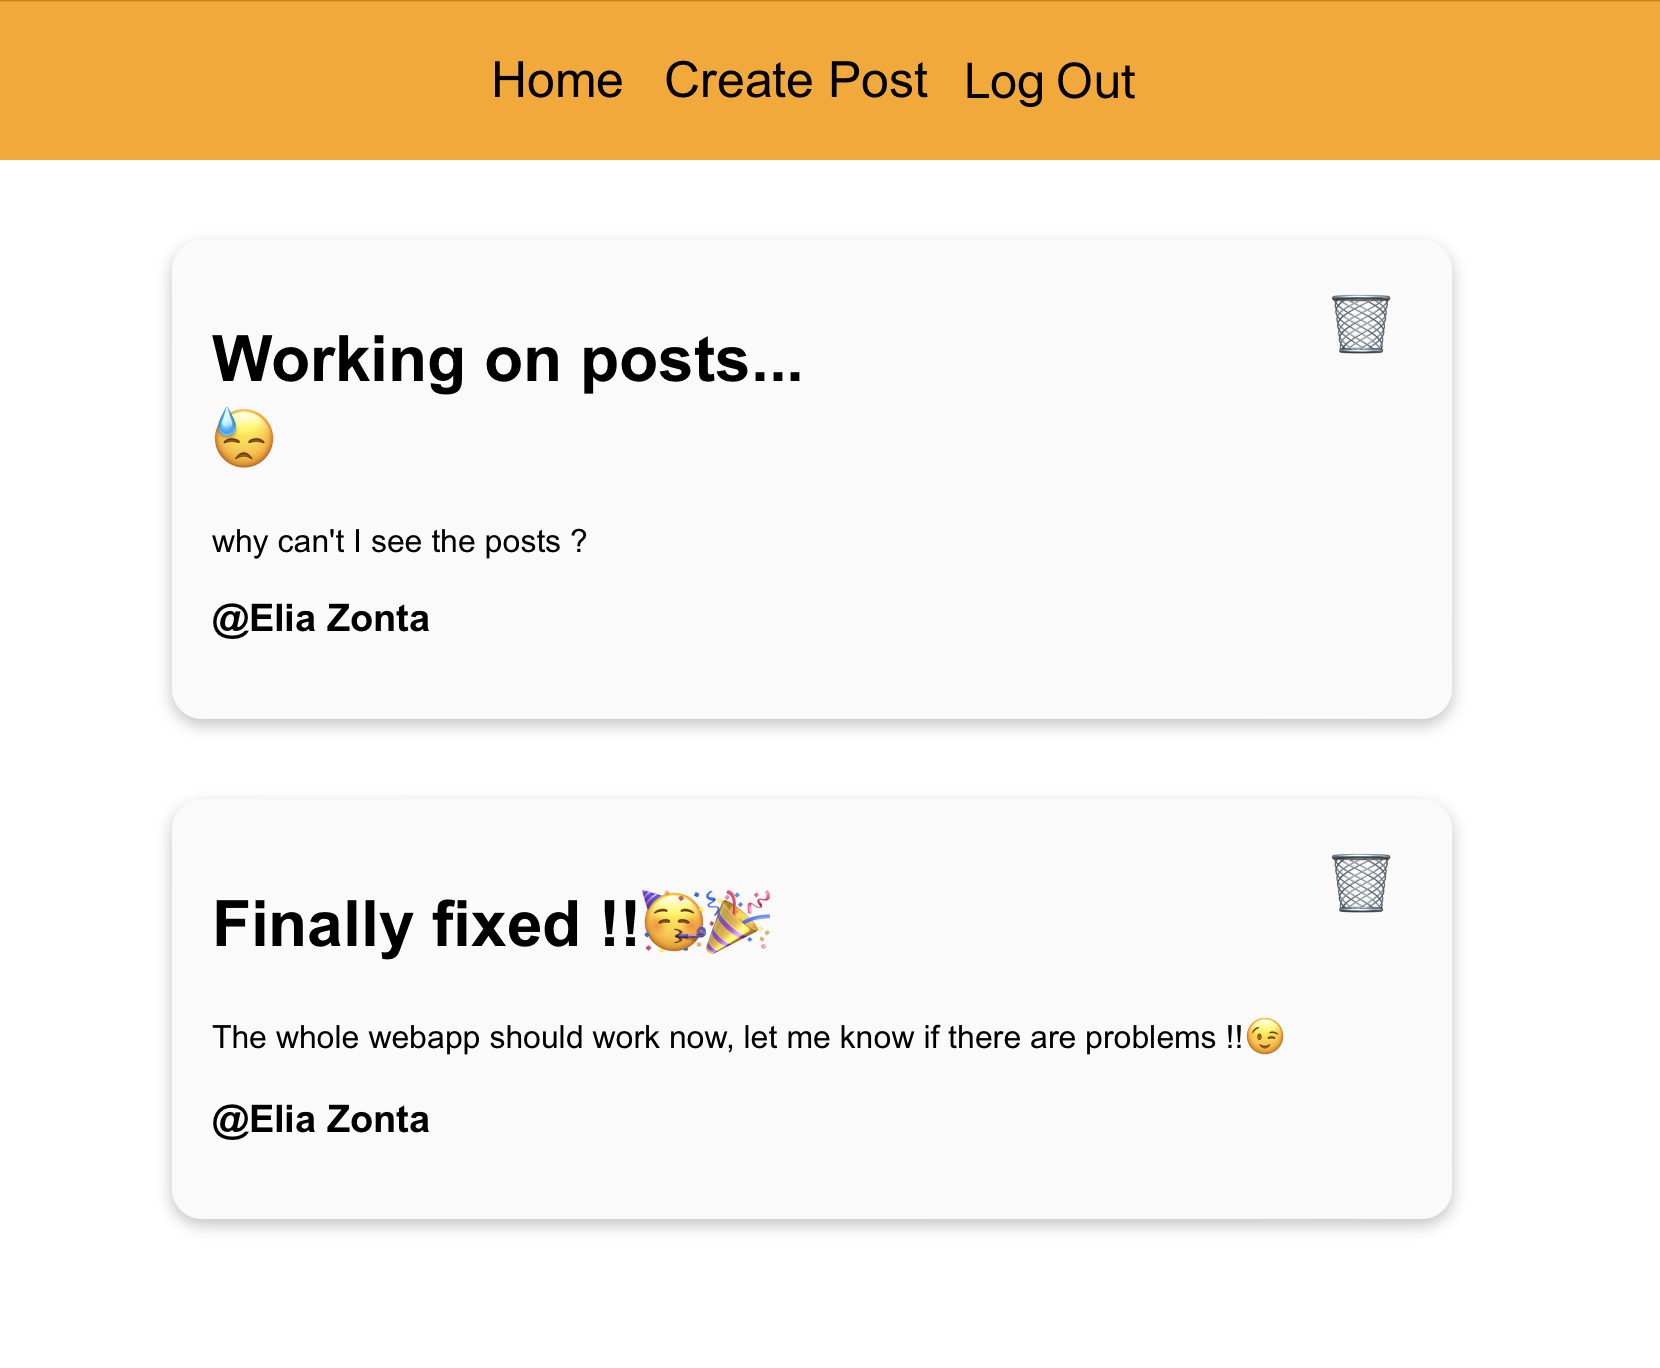 Home Create Post Log Out
Working on posts...
😓
why can't I see the posts ?
@Elia Zonta
Finally fixed !!🥳🎉
The whole webapp should work now, let me know if there are problems !!😉
@Elia Zonta